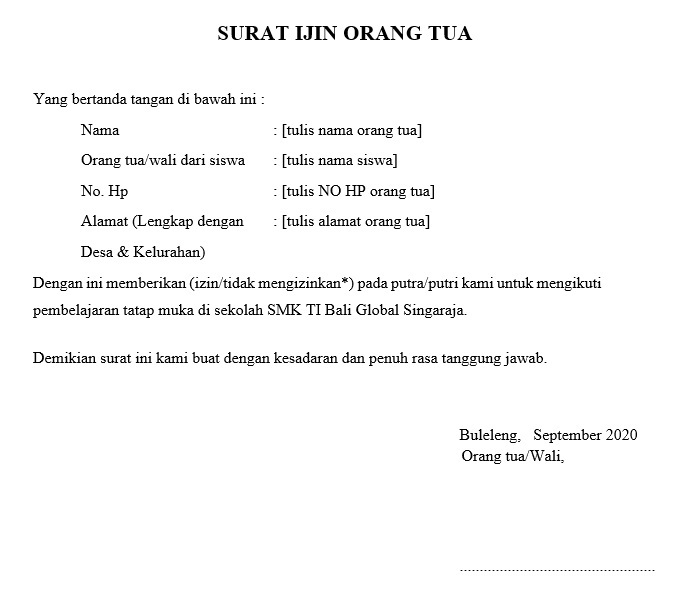 SURAT IJIN ORANG TUA
Yang bertanda tangan di bawah ini :
Nama : [tulis nama orang tua]
Orang tua/wali dari siswa : [tulis nama siswa]
No. Hp : [tulis NO HP orang tua]
Alamat (Lengkap dengan : [tulis alamat orang tua]
Desa & Kelurahan)
Dengan ini memberikan (izin/tidak mengizinkan*) pada putra/putri kami untuk mengikuti
pembelajaran tatap muka di sekolah SMK TI Bali Global Singaraja.
Demikian surat ini kami buat dengan kesadaran dan penuh rasa tanggung jawab.
Buleleng, September 2020
Orang tua/Wali,
.................................................